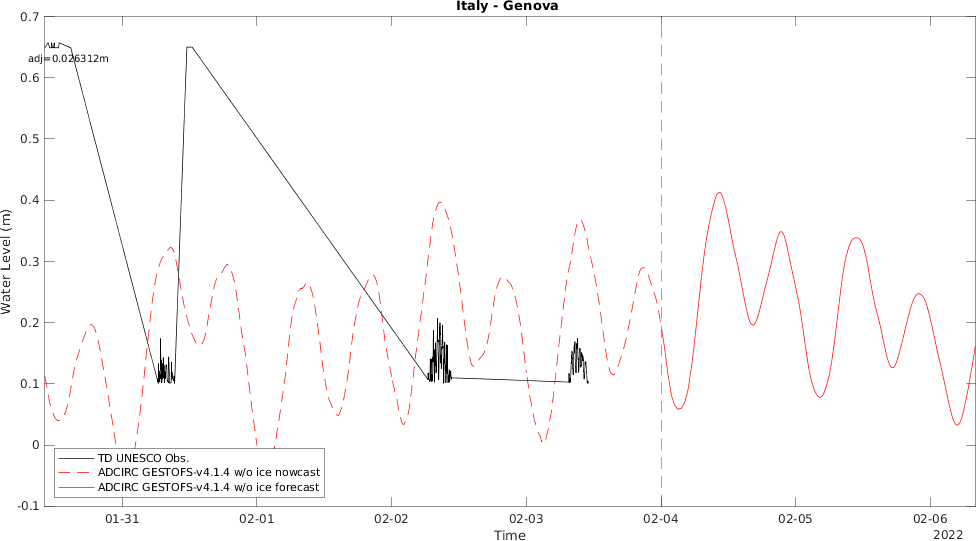 Italy - Genova
0.7
adj=0.026312m
0.6
0.5
0.4
0.3
0.2
0.1
0
-0.1
Water Level (m)
TD UNESCO Obs.
ADCIRC GESTOFS-v4.1.4 w/o ice nowcast
ADCIRC GESTOFS-v4.1.4 w/o ice forecast
01-31 02-01 02-02 02-03 02-04 02-05 02-06
Time
2022